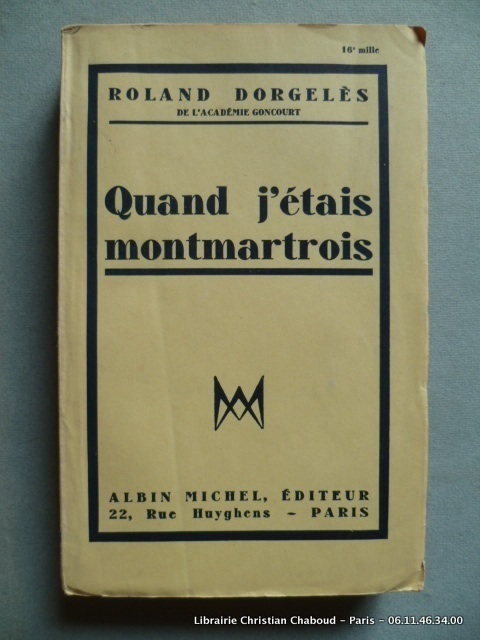 16e mille
ROLAND DORGELÈS
DE L'ACADÉMIE GONCOURT
Quand j'étais
montmartrois
ALBIN MICHEL, ÉDITEUR
22, Rue Huyghens – PARIS
Librairie Christian Chaboud – Paris – 06.11.46.34.00